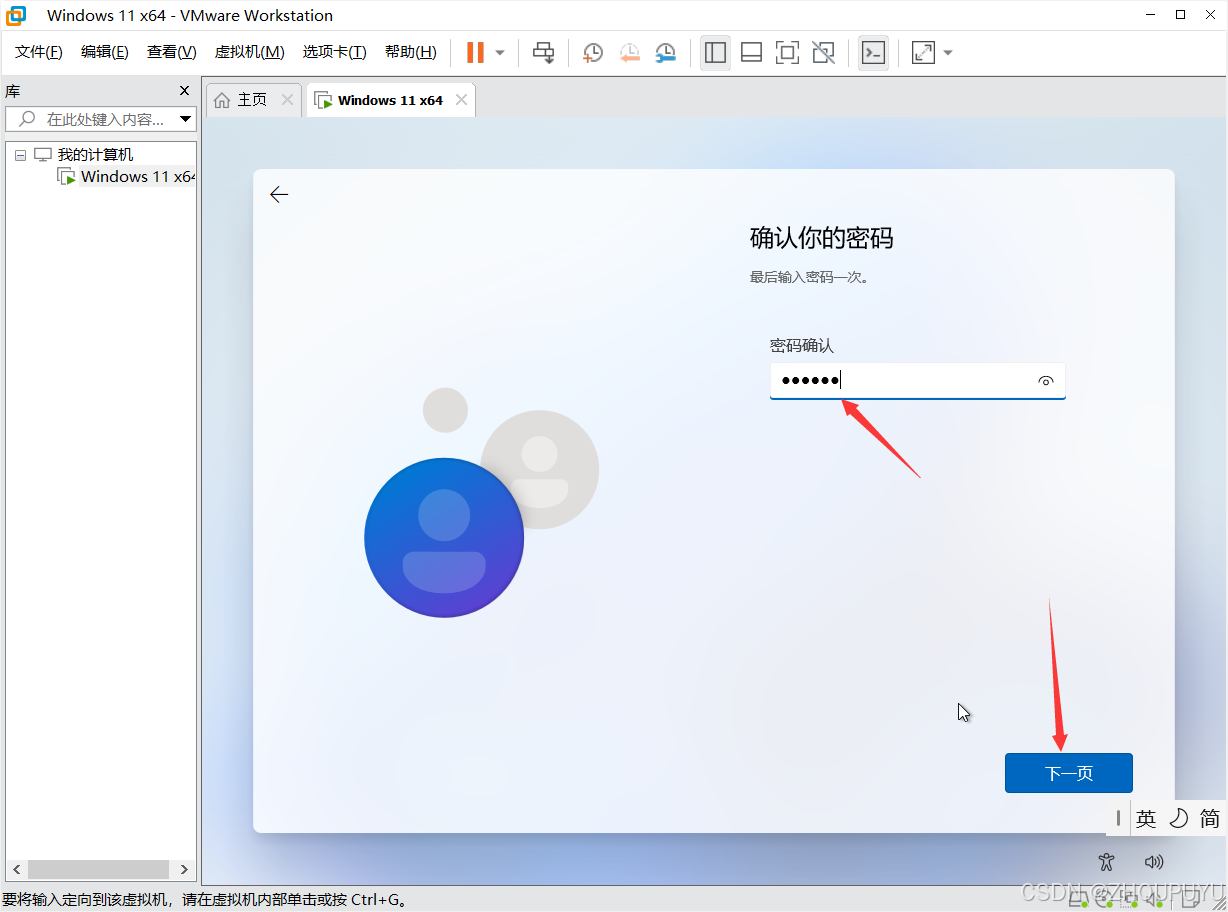 Windows 11 x64 - VMware Workstation
文件(F) 编辑(E) 查看(V) 虚拟机(M) 选项卡(T) 帮助(H)
库
主页
Windows 11 x64
在此处键入内容...
我的计算机
Windows 11 x64
确认你的密码
最后输入密码一次。
密码确认
●●●●●●
下一页
英 简
要将输入定向到该虚拟机，请在虚拟机内部单击或按 Ctrl+G。
CSDN @ZHOUPUYU